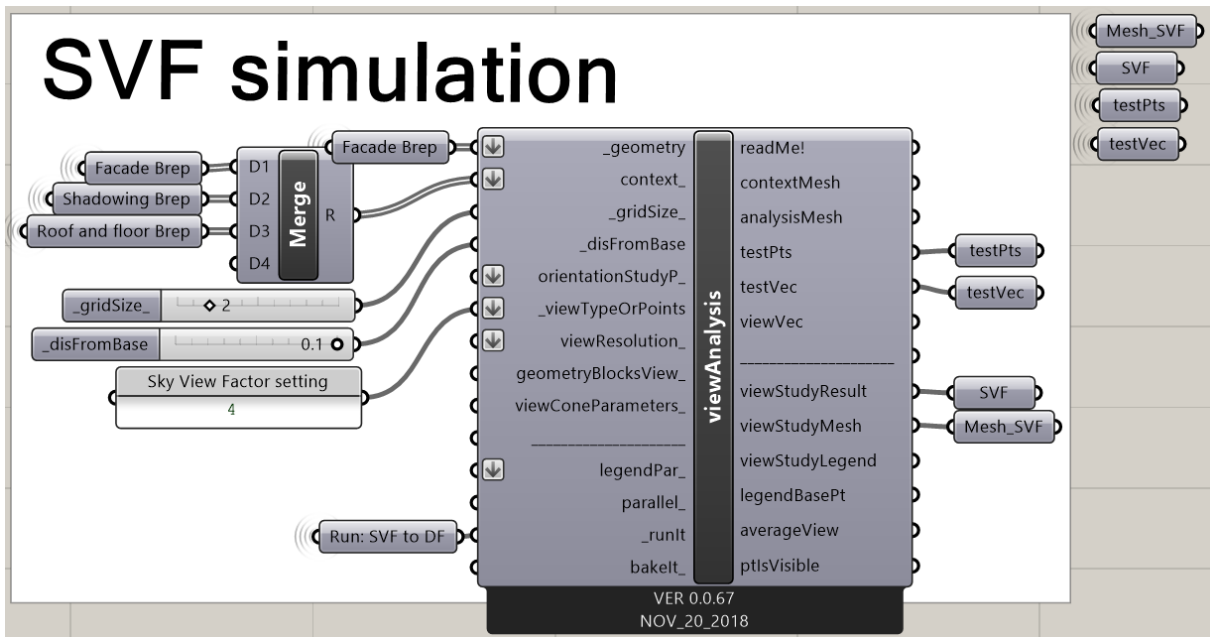 SVF simulation
Facade Brep
Shadowing Brep
Roof and floor Brep
D1
D2
D3
D4
Merge
R
Facade Brep
_gridSize_
2
_disFromBase
0.1
Sky View Factor setting
4
Run: SVF to DF
_geometry
context_
_gridSize_
_disFromBase
orientationStudyP_
_viewTypeOrPoints
viewResolution_
geometryBlocksView_
viewConeParameters_
____________________
legendPar_
parallel_
_runIt
bakeIt_
viewAnalysis
readMe!
contextMesh
analysisMesh
testPts
testVec
viewVec
____________________
viewStudyResult
viewStudyMesh
viewStudyLegend
legendBasePt
averageView
ptIsVisible
VER 0.0.67
NOV_20_2018
testPts
testVec
SVF
Mesh_SVF
Mesh_SVF
SVF
testPts
testVec